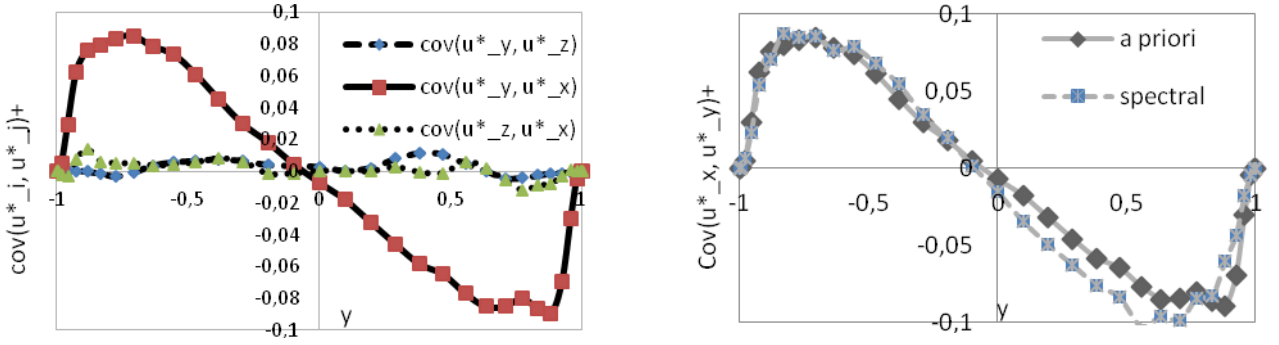 0,1
0,08
0,06
0,04
0,02
0
-0,02
-0,04
-0,06
-0,08
-0,1
-1
-0,5
0
0,5
1
y
cov(u*_i, u*_j)+
cov(u*_y, u*_z)
cov(u*_y, u*_x)
cov(u*_z, u*_x)
0,1
0,05
0
-0,05
-0,1
-1
-0,5
0
0,5
1
y
Cov(u*_x, u*_y)+
a priori
spectral